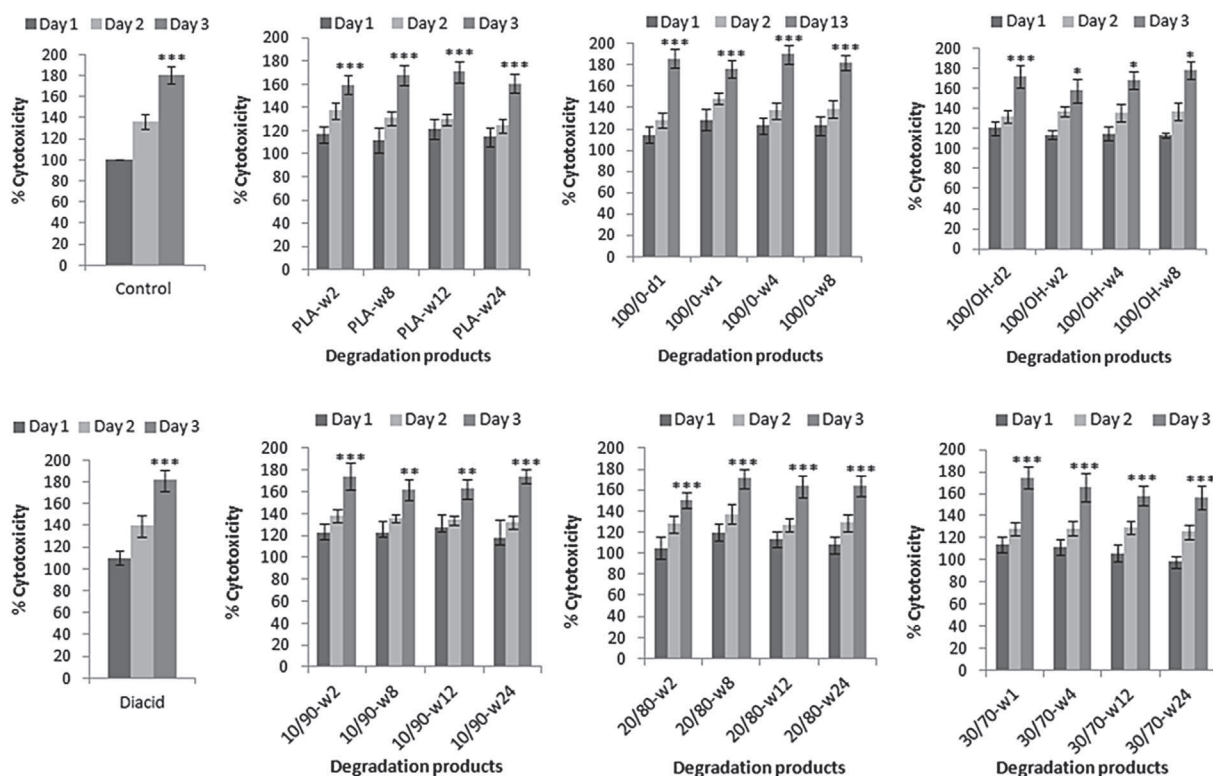 Day 1 Day 2 Day 3
% Cytotoxicity
200
180
160
140
120
100
80
60
40
20
0
***
Control
Day 1 Day 2 Day 3
% Cytotoxicity
200
180
160
140
120
100
80
60
40
20
0
*** *** *** ***
PLA-w2 PLA-w8 PLA-w12 PLA-w24
Degradation products
Day 1 Day 2 Day 13
% Cytotoxicity
200
180
160
140
120
100
80
60
40
20
0
*** *** *** ***
100/0-d1 100/0-w1 100/0-w4 100/0-w8
Degradation products
Day 1 Day 2 Day 3
% Cytotoxicity
200
180
160
140
120
100
80
60
40
20
0
*** * * *
100/OH-d2 100/OH-w2 100/OH-w4 100/OH-w8
Degradation products
Day 1 Day 2 Day 3
% Cytotoxicity
200
180
160
140
120
100
80
60
40
20
0
***
Diacid
Day 1 Day 2 Day 3
% Cytotoxicity
200
180
160
140
120
100
80
60
40
20
0
*** ** ** ***
10/90-w2 10/90-w8 10/90-w12 10/90-w24
Degradation products
Day 1 Day 2 Day 3
% Cytotoxicity
200
180
160
140
120
100
80
60
40
20
0
*** *** *** ***
20/80-w2 20/80-w8 20/80-w12 20/80-w24
Degradation products
Day 1 Day 2 Day 3
% Cytotoxicity
200
180
160
140
120
100
80
60
40
20
0
*** *** *** ***
30/70-w1 30/70-w4 30/70-w12 30/70-w24
Degradation products